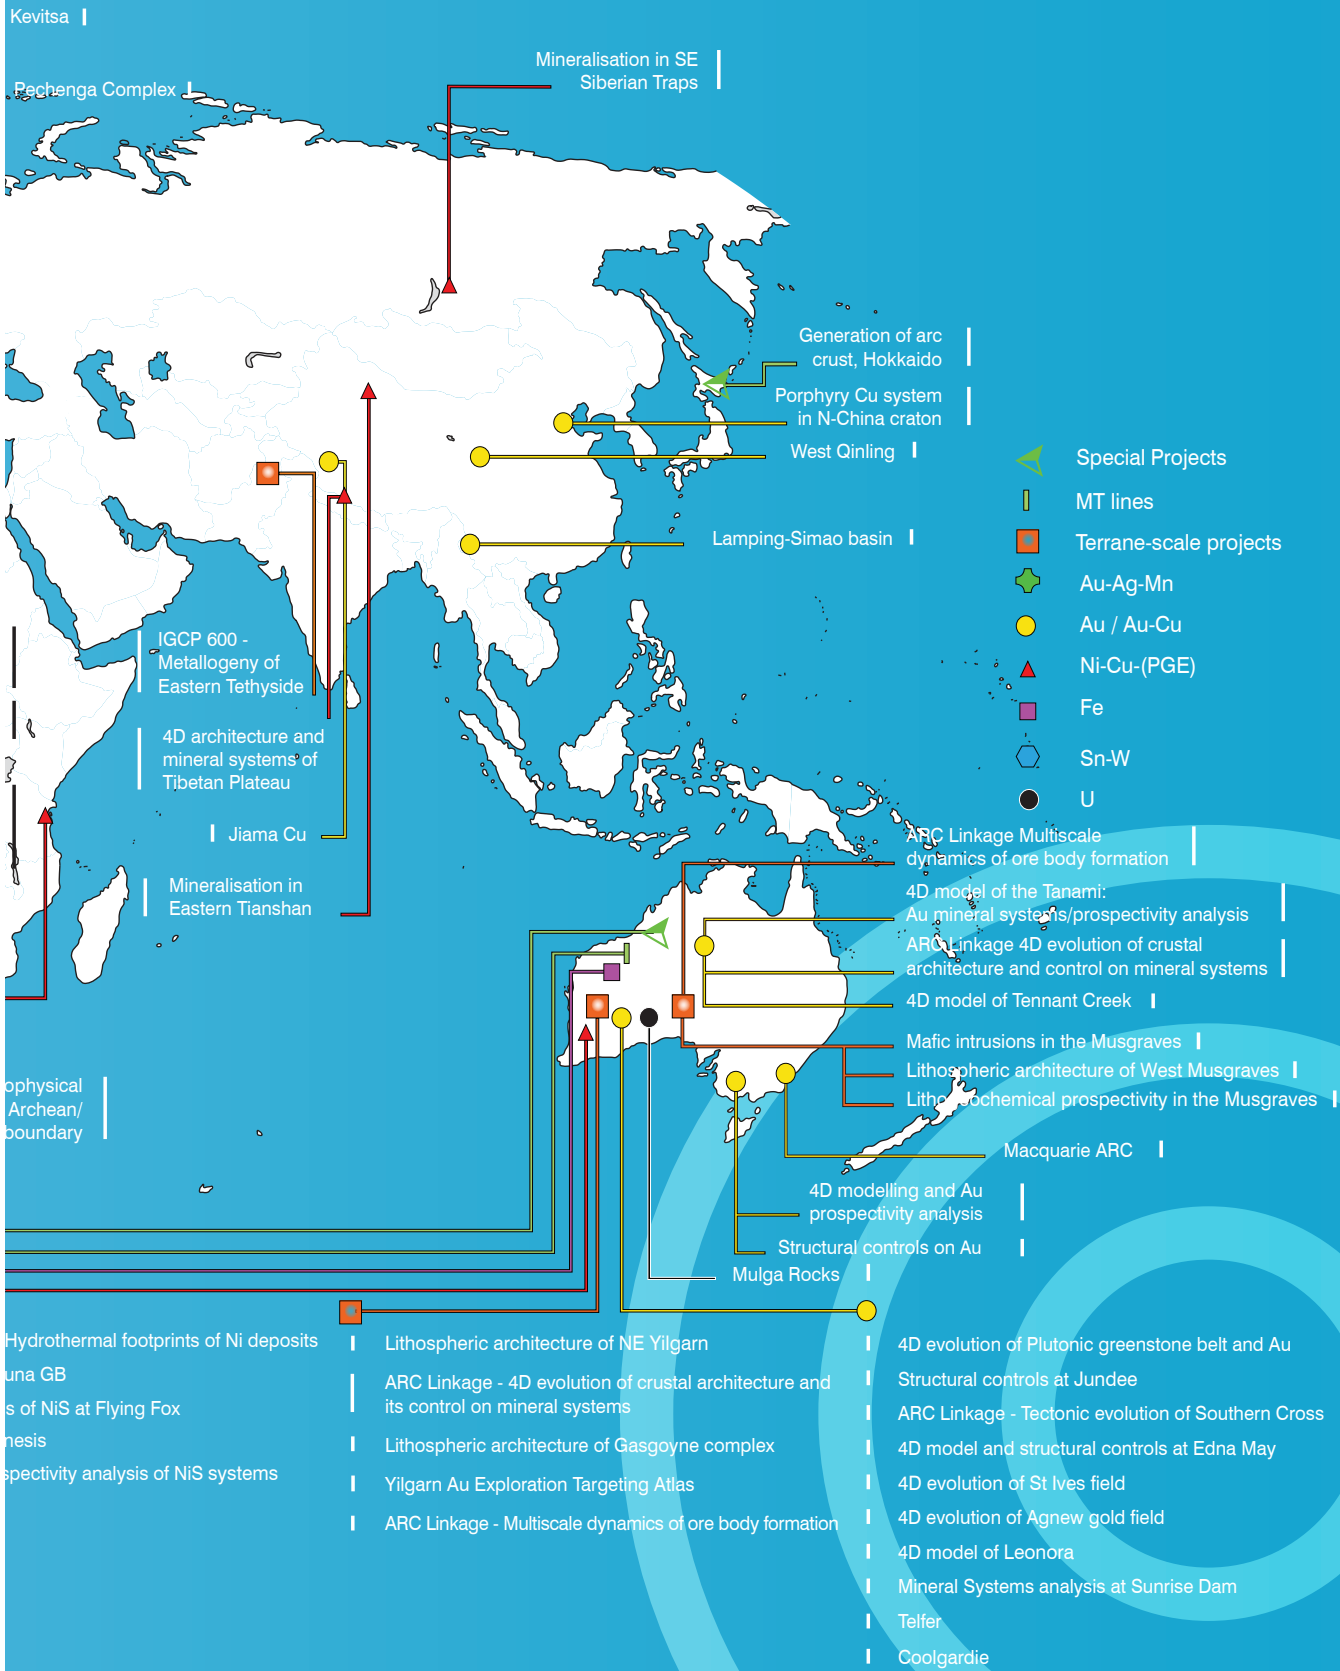 Kevitsa
Pechenga Complex
Mineralisation in SE
Siberian Traps
Generation of arc
crust, Hokkaido
Porphyry Cu system
in N-China craton
West Qinling
Lamping-Simao basin
Special Projects
MT lines
Terrane-scale projects
Au-Ag-Mn
Au / Au-Cu
Ni-Cu-(PGE)
Fe
Sn-W
U
IGCP 600 -
Metallogeny of
Eastern Tethyside
4D architecture and
mineral systems of
Tibetan Plateau
Jiama Cu
Mineralisation in
Eastern Tianshan
ARC Linkage Multiscale
dynamics of ore body formation
4D model of the Tanami:
Au mineral systems/prospectivity analysis
ARC Linkage 4D evolution of crustal
architecture and control on mineral systems
4D model of Tennant Creek
Mafic intrusions in the Musgraves
Lithospheric architecture of West Musgraves
Lithogeochemical prospectivity in the Musgraves
Macquarie ARC
4D modelling and Au
prospectivity analysis
Structural controls on Au
Mulga Rocks
ophysical
Archean/
boundary
Hydrothermal footprints of Ni deposits
una GB
s of NiS at Flying Fox
nesis
spectivity analysis of NiS systems
Lithospheric architecture of NE Yilgarn
ARC Linkage - 4D evolution of crustal architecture and
its control on mineral systems
Lithospheric architecture of Gasgoyne complex
Yilgarn Au Exploration Targeting Atlas
ARC Linkage - Multiscale dynamics of ore body formation
4D evolution of Plutonic greenstone belt and Au
Structural controls at Jundee
ARC Linkage - Tectonic evolution of Southern Cross
4D model and structural controls at Edna May
4D evolution of St Ives field
4D evolution of Agnew gold field
4D model of Leonora
Mineral Systems analysis at Sunrise Dam
Telfer
Coolgardie